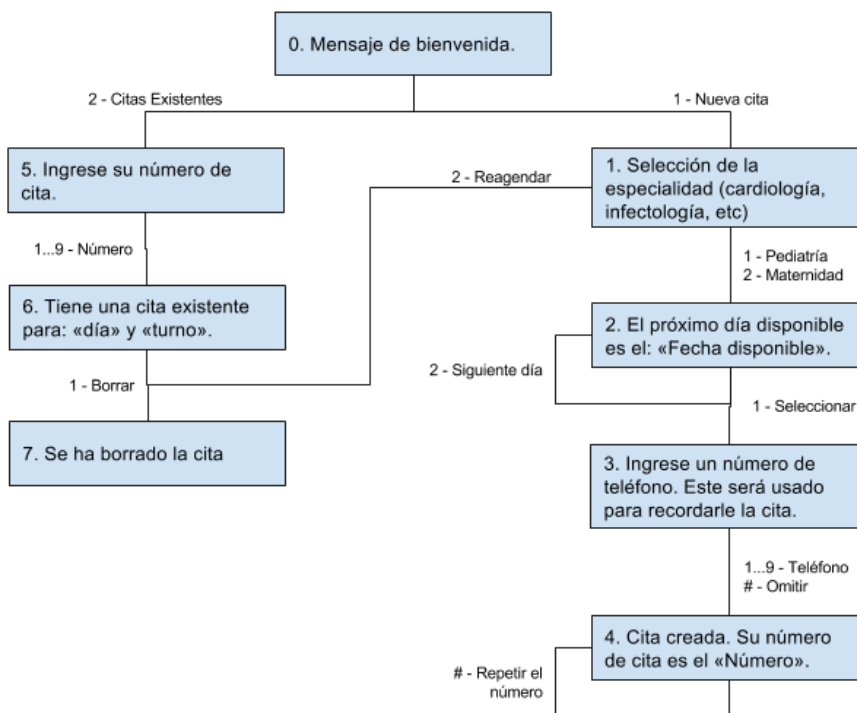 0. Mensaje de bienvenida.
2 - Citas Existentes
1 - Nueva cita
5. Ingrese su número de
cita.
2 - Reagendar
1. Selección de la
especialidad (cardiología,
infectología, etc)
1...9 - Número
1 - Pediatría
2 - Maternidad
6. Tiene una cita existente
para: «día» y «turno».
2. El próximo día disponible
es el: «Fecha disponible».
2 - Siguiente día
1 - Borrar
1 - Seleccionar
7. Se ha borrado la cita
3. Ingrese un número de
teléfono. Este será usado
para recordarle la cita.
1...9 - Teléfono
# - Omitir
4. Cita creada. Su número
de cita es el «Número».
# - Repetir el
número